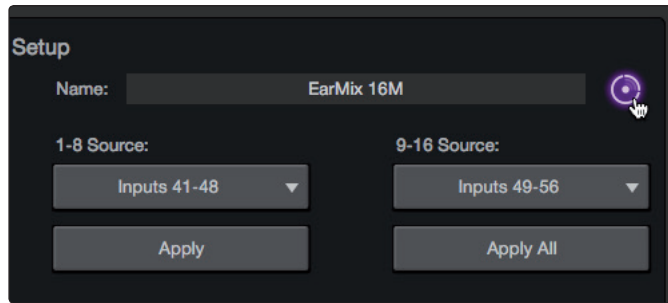 Setup
Name: EarMix 16M
1-8 Source: 9-16 Source:
Inputs 41-48 Inputs 49-56
Apply Apply All